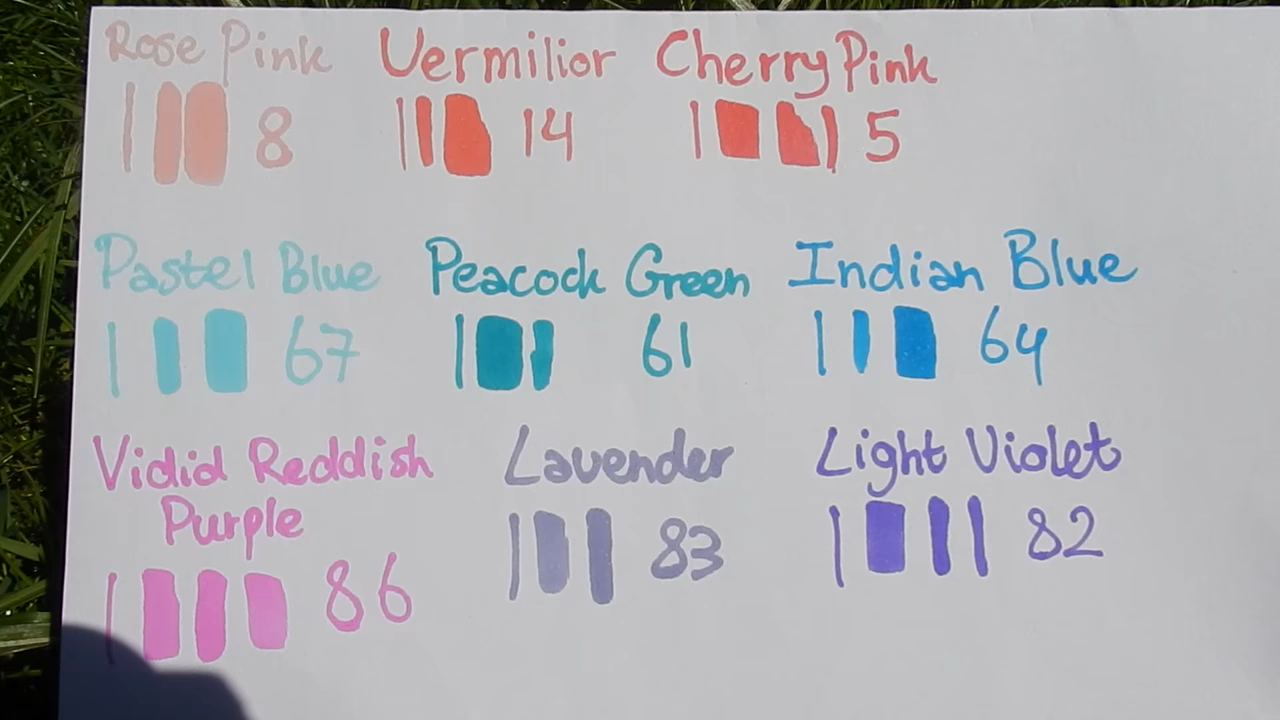 Rose Pink Vermilior Cherry Pink
8 14 5
Pastel Blue Peacock Green Indian Blue
67 61 64
Vidid Reddish Purple Lavender Light Violet
86 83 82